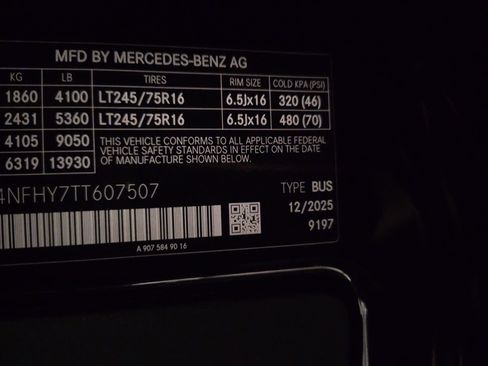 MFD BY MERCEDES-BENZ AG
KG LB TIRES RIM SIZE COLD KPA (PSI)
1860 4100 LT245/75R16 6.5Jx16 320 (46)
2431 5360 LT245/75R16 6.5Jx16 480 (70)
4105 9050 THIS VEHICLE CONFORMS TO ALL APPLICABLE FEDERAL
VEHICLE SAFETY STANDARDS IN EFFECT ON THE DATE
6319 13930 OF MANUFACTURE SHOWN BELOW.
4NFHY7TT607507
TYPE BUS
12/2025
9197
A 907 584 90 16